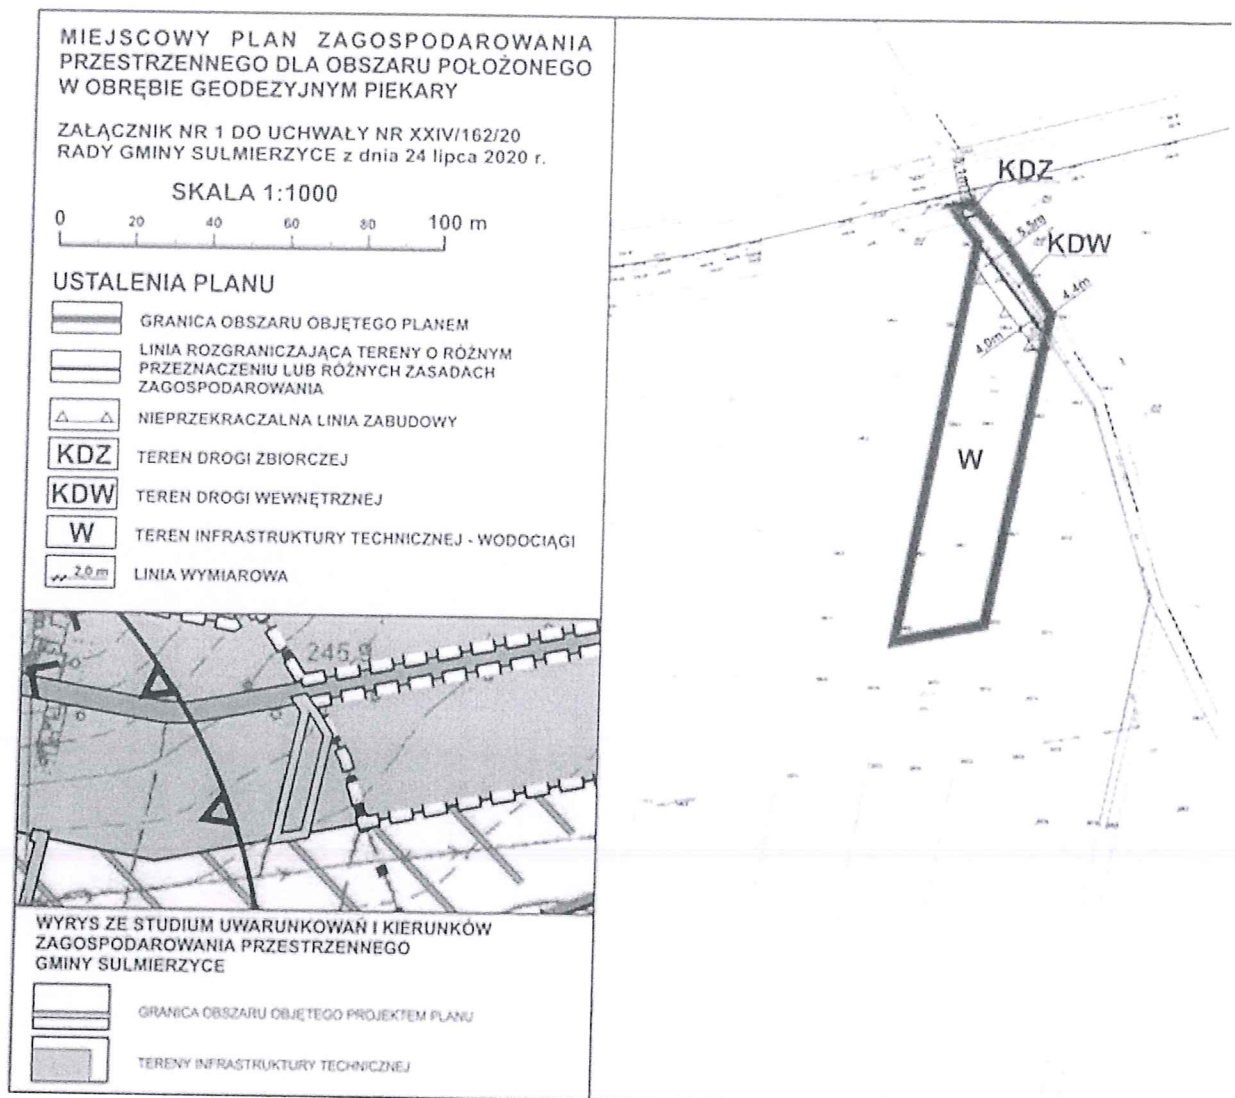 MIEJSCOWY PLAN ZAGOSPODAROWANIA
PRZESTRZENNEGO DLA OBSZARU POŁOŻONEGO
W OBRĘBIE GEODEZYJNYM PIEKARY
ZAŁĄCZNIK NR 1 DO UCHWAŁY NR XXIV/162/20
RADY GMINY SULMIERZYCE z dnia 24 lipca 2020 r.
SKALA 1:1000
0 20 40 60 80 100 m
USTALENIA PLANU
GRANICA OBSZARU OBJĘTEGO PLANEM
LINIA ROZGRANICZAJĄCA TERENY O RÓŻNYM
PRZEZNACZENIU LUB RÓŻNYCH ZASADACH
ZAGOSPODAROWANIA
NIEPRZEKRACZALNA LINIA ZABUDOWY
KDZ TEREN DROGI ZBIORCZEJ
KDW TEREN DROGI WEWNĘTRZNEJ
W TEREN INFRASTRUKTURY TECHNICZNEJ - WODOCIĄGI
2,0 m LINIA WYMIAROWA
245,9
WYRYS ZE STUDIUM UWARUNKOWAŃ I KIERUNKÓW
ZAGOSPODAROWANIA PRZESTRZENNEGO
GMINY SULMIERZYCE
GRANICA OBSZARU OBJĘTEGO PROJEKTEM PLANU
TERENY INFRASTRUKTURY TECHNICZNEJ
KDZ
5,5m
KDW
4,4m
4,0m
W